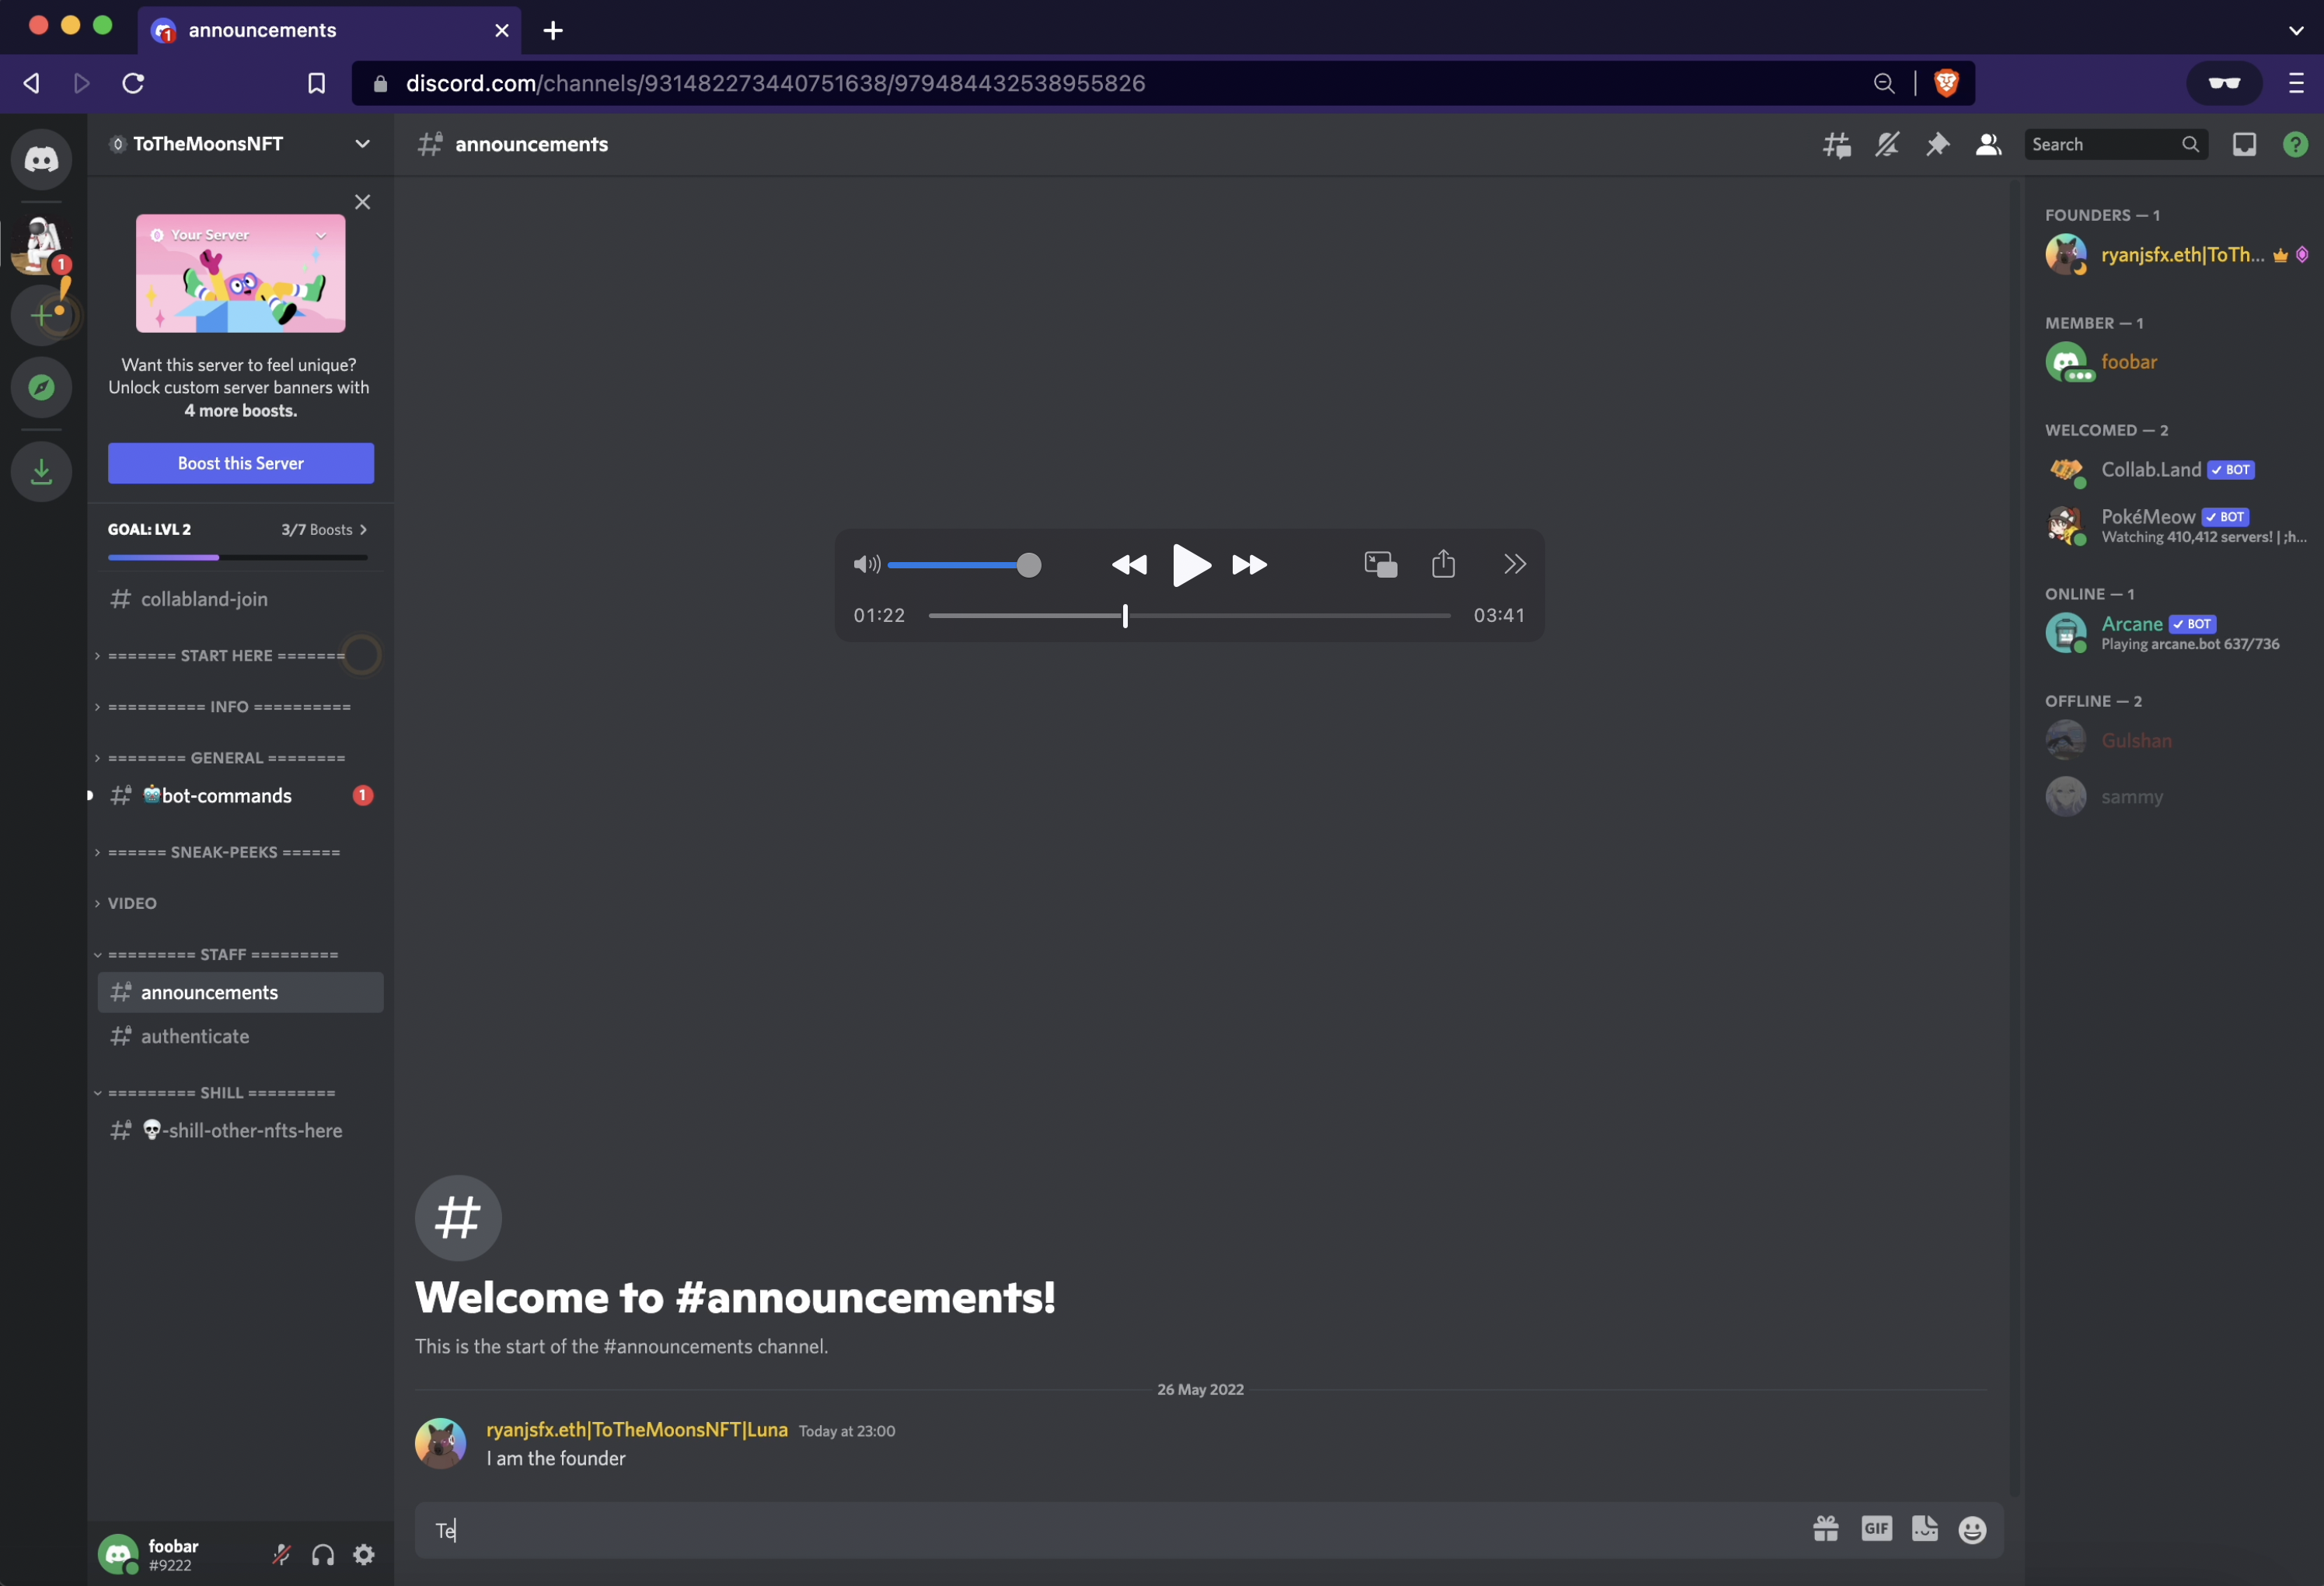 announcements
discord.com/channels/931482273440751638/979484432538955826
ToTheMoonsNFT
announcements
Search
?
Your Server
Want this server to feel unique?
Unlock custom server banners with
4 more boosts.
Boost this Server
GOAL: LVL 2 3/7 Boosts
1
1
# collabland-join
======= START HERE =======
========== INFO ==========
======== GENERAL ========
# bot-commands 1
====== SNEAK-PEEKS ======
VIDEO
========= STAFF =========
# announcements
# authenticate
========= SHILL =========
# -shill-other-nfts-here
foobar
#9222
01:22 03:41
#
Welcome to #announcements!
This is the start of the #announcements channel.
26 May 2022
ryanjsfx.eth|ToTheMoonsNFT|Luna Today at 23:00
I am the founder
Te
GIF
FOUNDERS — 1
ryanjsfx.eth|ToTh...
MEMBER — 1
foobar
WELCOMED — 2
Collab.Land BOT
PokéMeow BOT
Watching 410,412 servers! | ;h...
ONLINE — 1
Arcane BOT
Playing arcane.bot 637/736
OFFLINE — 2
Gulshan
sammy